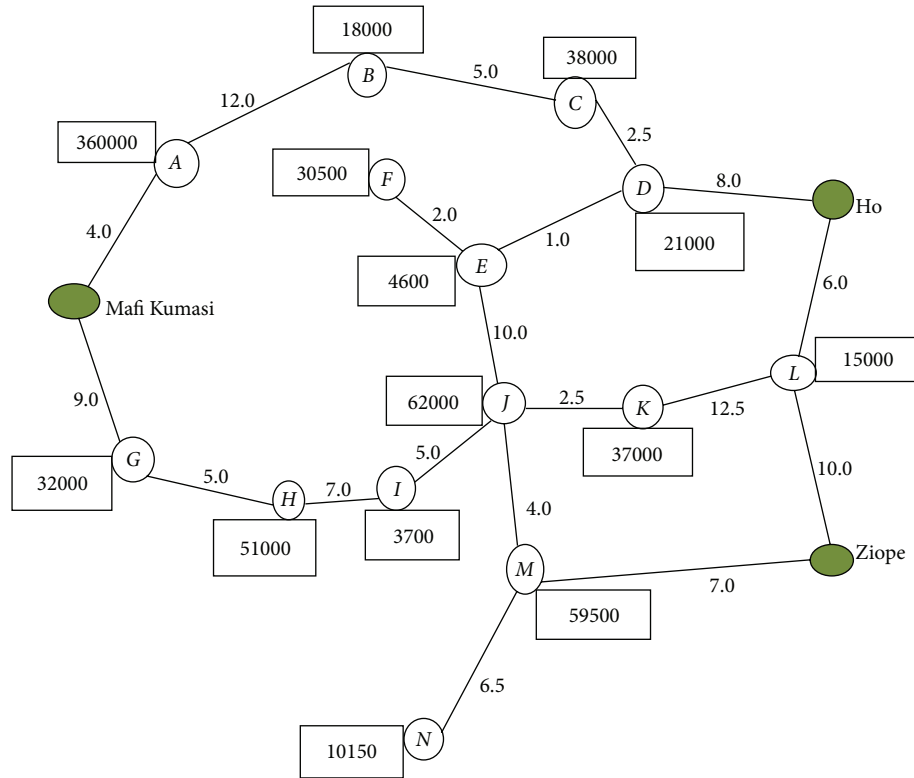 18000
B
5.0
38000
C
12.0
2.5
360000
A
30500
F
D
8.0
Ho
2.0
1.0
21000
4.0
E
4600
6.0
Mafi Kumasi
10.0
L
15000
62000
J
2.5
K
12.5
9.0
37000
5.0
10.0
G
32000
5.0
7.0
I
H
51000
3700
4.0
Ziope
M
7.0
59500
6.5
N
10150